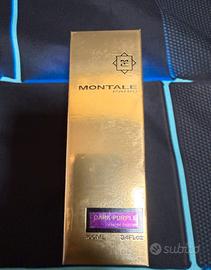 MONTALE
PARIS
DARK PURPLE
100ML 3.4Fl.oz
subito